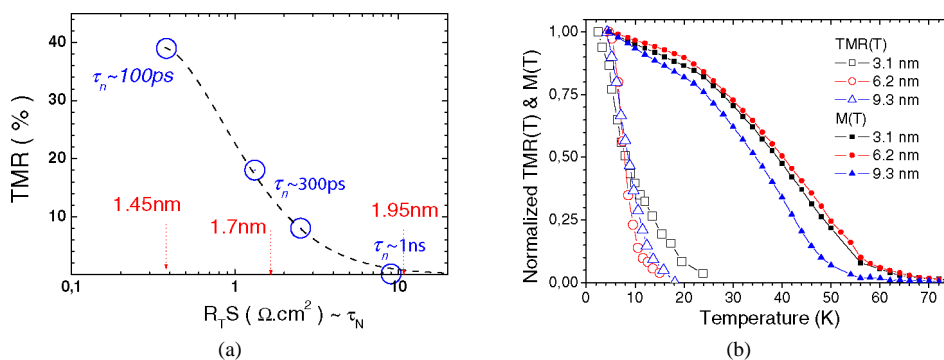 TMR (%)
40
30
20
10
0,1
1
10
τn~100ps
τn~300ps
τn~1ns
1.45nm
1.7nm
1.95nm
RTS ( Ω.cm2) ~ τN
(a)
Normalized TMR(T) & M(T)
1,00
0,75
0,50
0,25
0,00
0 10 20 30 40 50 60 70
Temperature (K)
TMR(T)
3.1 nm
6.2 nm
9.3 nm
M(T)
3.1 nm
6.2 nm
9.3 nm
(b)